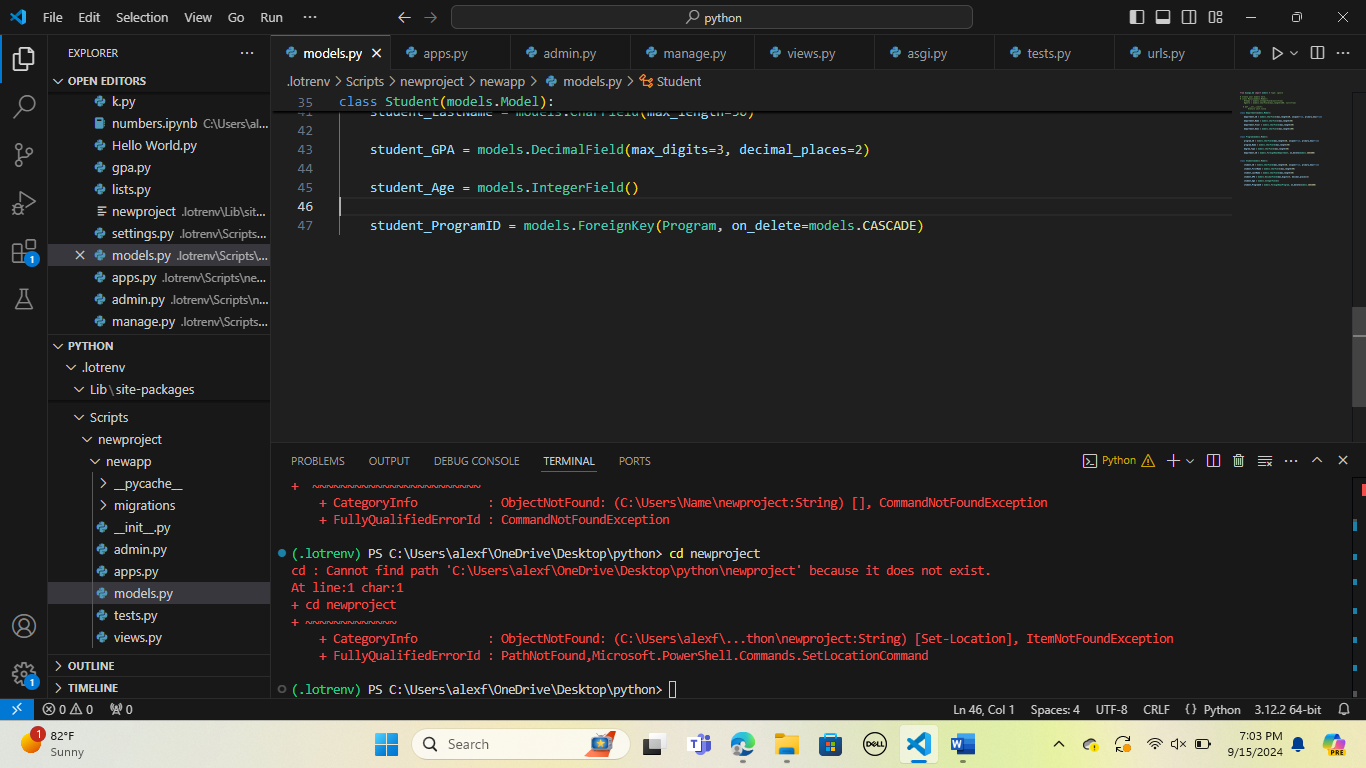 File Edit Selection View Go Run ··· python
EXPLORER ···
OPEN EDITORS
k.py
numbers.ipynb C:\Users\al...
Hello World.py
gpa.py
lists.py
newproject .lotrenv\Lib\sit...
settings.py .lotrenv\Scripts...
models.py .lotrenv\Scripts\...
apps.py .lotrenv\Scripts\ne...
admin.py .lotrenv\Scripts\n...
manage.py .lotrenv\Scripts...
PYTHON
.lotrenv
Lib\site-packages
Scripts
newproject
newapp
__pycache__
migrations
__init__.py
admin.py
apps.py
models.py
tests.py
views.py
OUTLINE
TIMELINE
1
1
models.py apps.py admin.py manage.py views.py asgi.py tests.py urls.py ···
.lotrenv > Scripts > newproject > newapp > models.py > Student
35 class Student(models.Model):
41 student_LastName = models.CharField(max_length=50)
42
43 student_GPA = models.DecimalField(max_digits=3, decimal_places=2)
44
45 student_Age = models.IntegerField()
46
47 student_ProgramID = models.ForeignKey(Program, on_delete=models.CASCADE)
PROBLEMS OUTPUT DEBUG CONSOLE TERMINAL PORTS Python ···
+ ~~~~~~~~~~~~~~~~~~~~~~~~
+ CategoryInfo : ObjectNotFound: (C:\Users\Name\newproject:String) [], CommandNotFoundException
+ FullyQualifiedErrorId : CommandNotFoundException
(.lotrenv) PS C:\Users\alexf\OneDrive\Desktop\python> cd newproject
cd : Cannot find path 'C:\Users\alexf\OneDrive\Desktop\python\newproject' because it does not exist.
At line:1 char:1
+ cd newproject
+ ~~~~~~~~~~~~~
+ CategoryInfo : ObjectNotFound: (C:\Users\alexf\...thon\newproject:String) [Set-Location], ItemNotFoundException
+ FullyQualifiedErrorId : PathNotFound,Microsoft.PowerShell.Commands.SetLocationCommand
(.lotrenv) PS C:\Users\alexf\OneDrive\Desktop\python>
0 0 0 Ln 46, Col 1 Spaces: 4 UTF-8 CRLF {} Python 3.12.2 64-bit
1 82°F
Sunny
Search
DELL
7:03 PM
9/15/2024
PRE